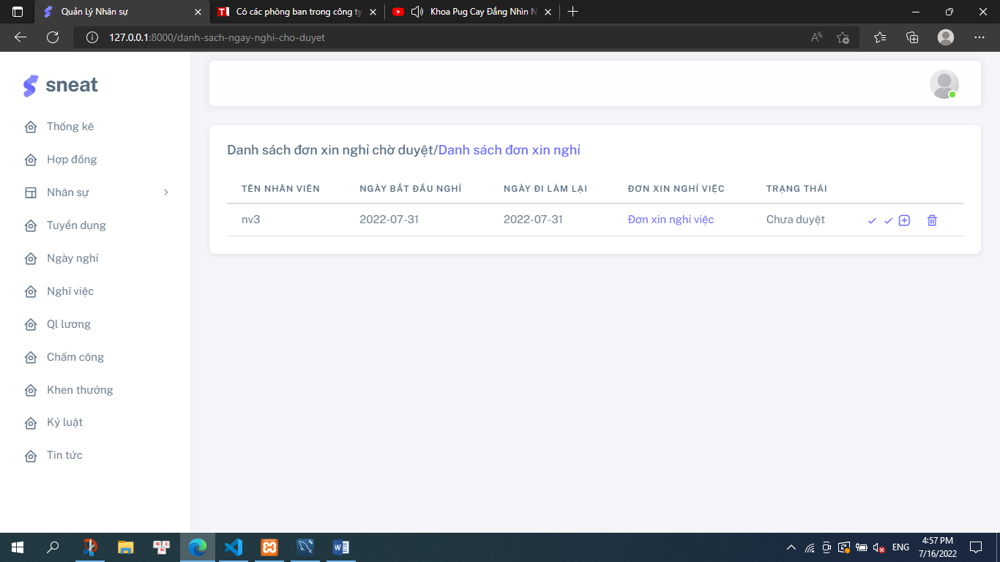 Quản Lý Nhân sự
Có các phòng ban trong công ty
Khoa Pug Cay Đắng Nhìn N
127.0.0.1:8000/danh-sach-ngay-nghi-cho-duyet
sneat
Thống kê
Hợp đồng
Nhân sự
Tuyển dụng
Ngày nghỉ
Nghĩ việc
Ql lương
Chấm công
Khen thưởng
Kỷ luật
Tin tức
Danh sách đơn xin nghỉ chờ duyệt/Danh sách đơn xin nghỉ
TÊN NHÂN VIÊN NGÀY BẮT ĐẦU NGHỈ NGÀY ĐI LÀM LẠI ĐƠN XIN NGHỈ VIỆC TRẠNG THÁI
nv3 2022-07-31 2022-07-31 Đơn xin nghỉ việc Chưa duyệt
ENG
4:57 PM
7/16/2022